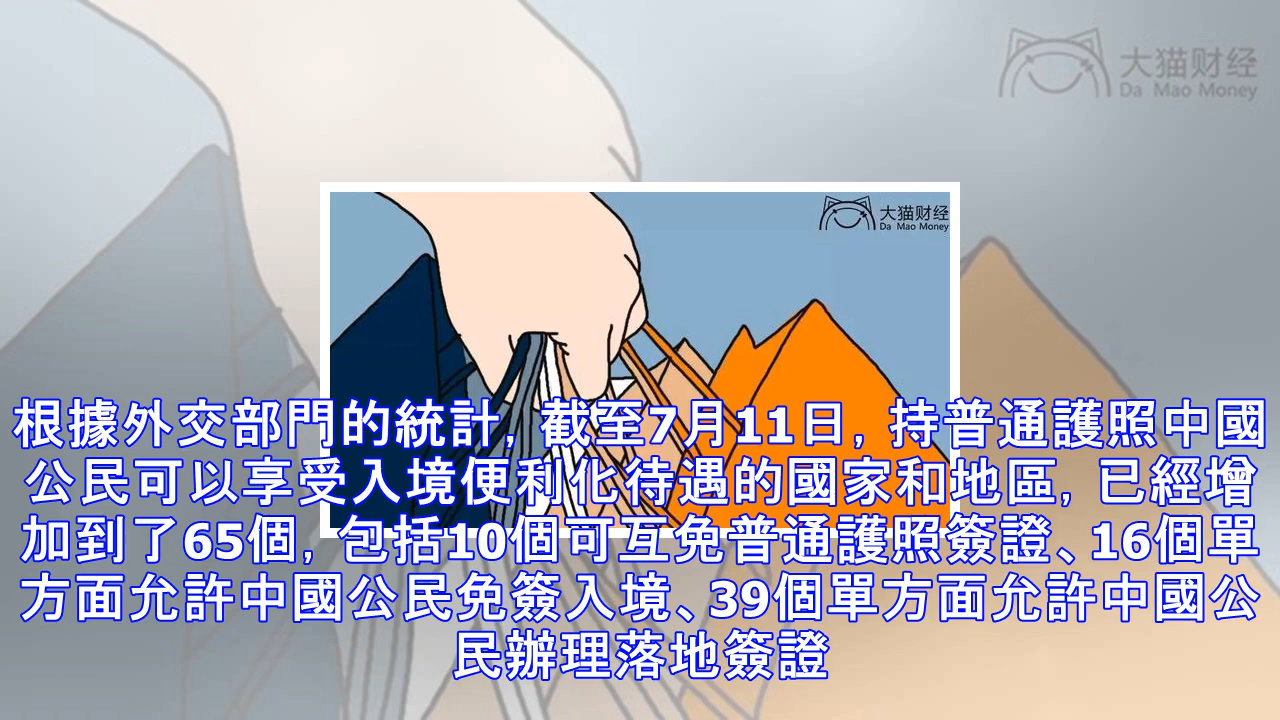 大猫财经
Da Mao Money
大猫财经
Da Mao Money
根據外交部門的統計, 截至7月11日, 持普通護照中國
公民可以享受入境便利化待遇的國家和地區, 已經增
加到了65個, 包括10個可互免普通護照簽證、16個單
方面允許中國公民免簽入境、39個單方面允許中國公
民辦理落地簽證